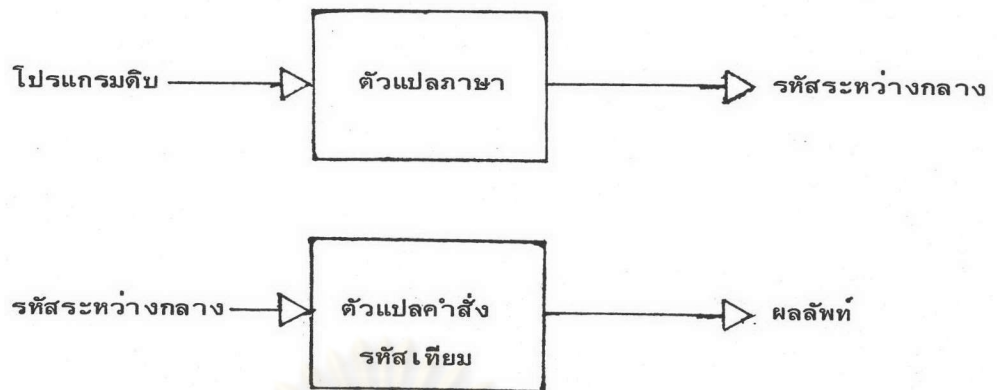 โปรแกรมดิบ ตัวแปลภาษา รหัสระหว่างกลาง
รหัสระหว่างกลาง ตัวแปลคำสั่ง ผลลัพท์
รหัสเทียม